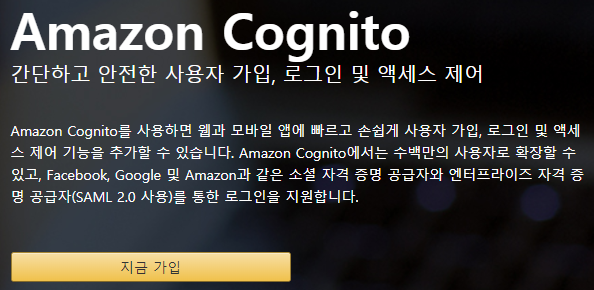 Amazon Cognito
간단하고 안전한 사용자 가입, 로그인 및 액세스 제어
Amazon Cognito를 사용하면 웹과 모바일 앱에 빠르고 손쉽게 사용자 가입, 로그인 및 액세
스 제어 기능을 추가할 수 있습니다. Amazon Cognito에서는 수백만의 사용자로 확장할 수
있고, Facebook, Google 및 Amazon과 같은 소셜 자격 증명 공급자와 엔터프라이즈 자격 증
명 공급자(SAML 2.0 사용)를 통한 로그인을 지원합니다.
지금 가입